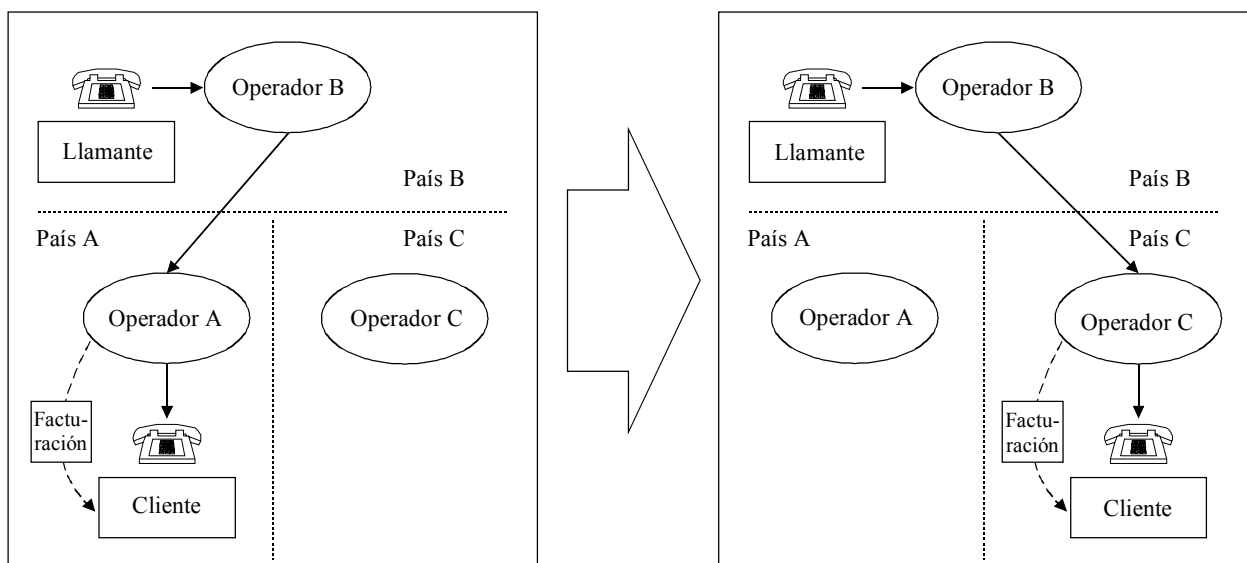 Operador B
Llamante
País B
País A
País C
Operador A
Operador C
Factu-
ración
Cliente
Operador B
Llamante
País B
País A
País C
Operador A
Operador C
Factu-
ración
Cliente